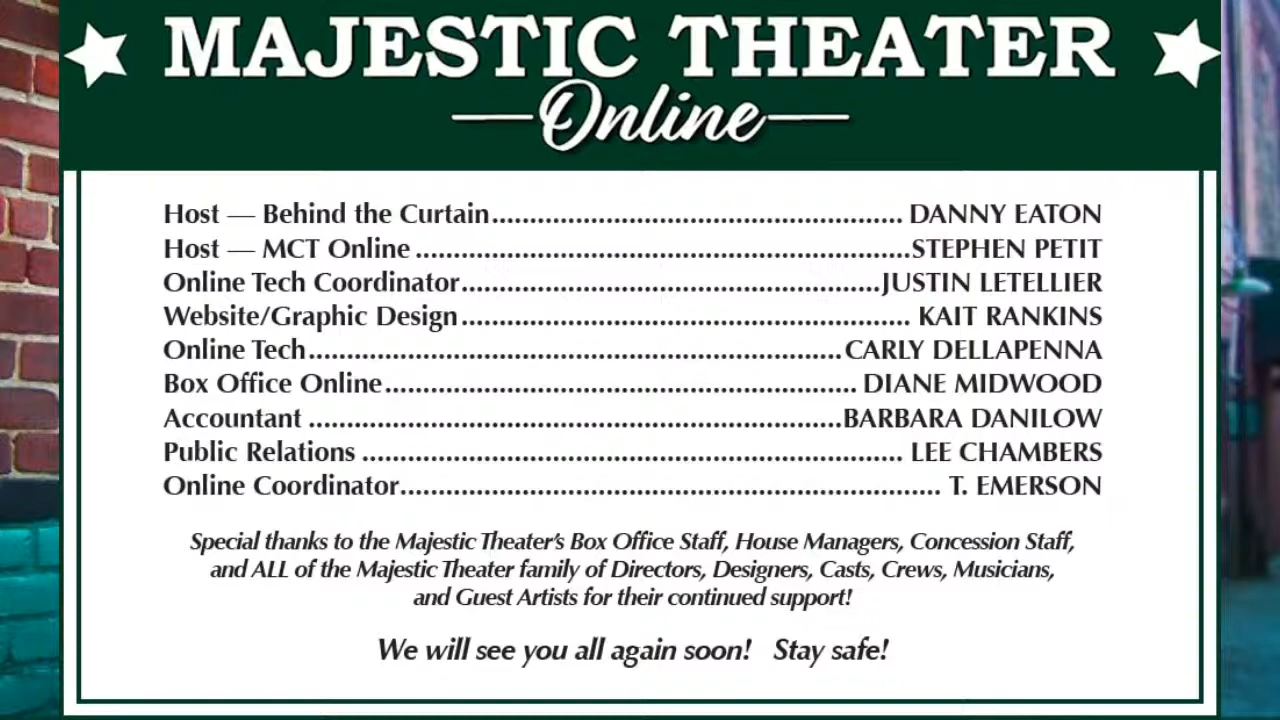 MAJESTIC THEATER
Online
Host — Behind the Curtain.................................................... DANNY EATON
Host — MCT Online ...............................................................STEPHEN PETIT
Online Tech Coordinator.....................................................JUSTIN LETELLIER
Website/Graphic Design......................................................... KAIT RANKINS
Online Tech....................................................................CARLY DELLAPENNA
Box Office Online............................................................ DIANE MIDWOOD
Accountant ....................................................................BARBARA DANILOW
Public Relations ..................................................................... LEE CHAMBERS
Online Coordinator..................................................................... T. EMERSON
Special thanks to the Majestic Theater's Box Office Staff, House Managers, Concession Staff,
and ALL of the Majestic Theater family of Directors, Designers, Casts, Crews, Musicians,
and Guest Artists for their continued support!
We will see you all again soon! Stay safe!